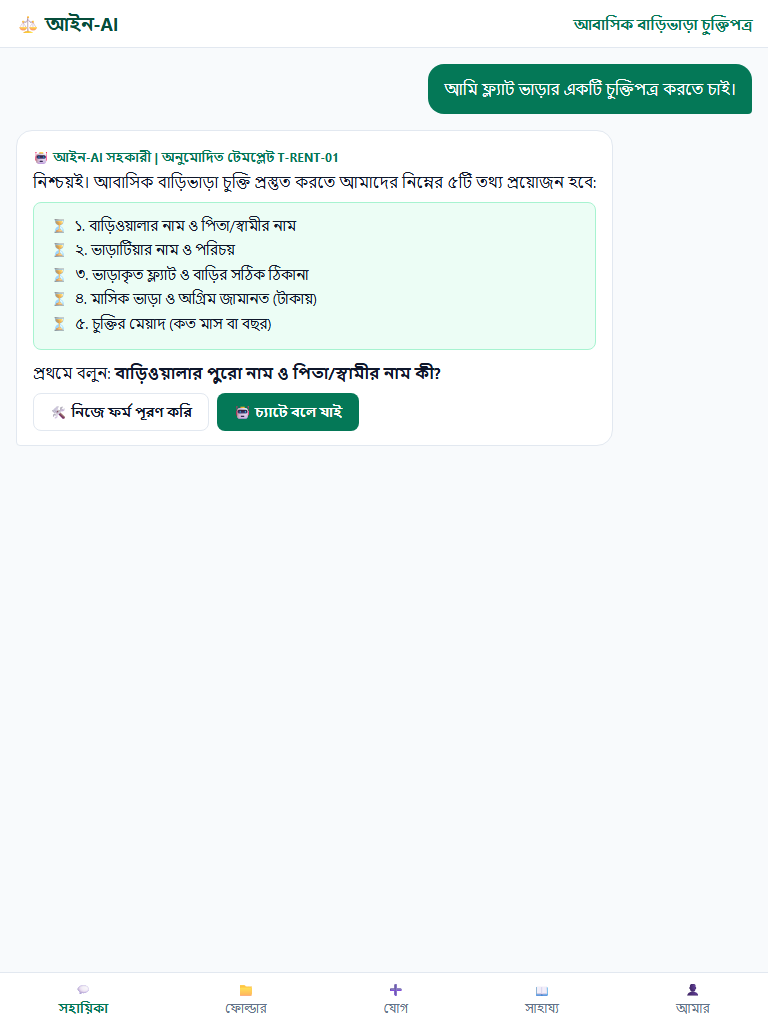 আইন-AI
আবাসিক বাড়িভাড়া চুক্তিপত্র
আমি ফ্ল্যাট ভাড়ার একটি চুক্তিপত্র করতে চাই।
আইন-AI সহকারী | অনুমোদিত টেমপ্লেট T-RENT-01
নিশ্চয়ই। আবাসিক বাড়িভাড়া চুক্তি প্রস্তুত করতে আমাদের নিম্নের ৫টি তথ্য প্রয়োজন হবে:
১. বাড়িওয়ালার নাম ও পিতা/স্বামীর নাম
২. ভাড়াটিয়ার নাম ও পরিচয়
৩. ভাড়াকৃত ফ্ল্যাট ও বাড়ির সঠিক ঠিকানা
৪. মাসিক ভাড়া ও অগ্রিম জামানত (টাকায়)
৫. চুক্তির মেয়াদ (কত মাস বা বছর)
প্রথমে বলুন: বাড়িওয়ালার পুরো নাম ও পিতা/স্বামীর নাম কী?
নিজে ফর্ম পূরণ করি
চ্যাটে বলে যাই
সহায়িকা
ফোল্ডার
যোগ
সাহায্য
আমার